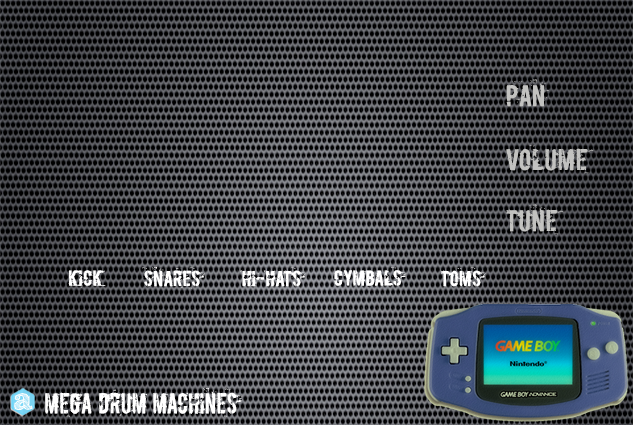 PAN
VOLUME
TUNE
KICK SNARES HI-HATS CYMBALS TOMS
GAME BOY
Nintendo®
GAME BOY ADVANCE
MEGA DRUM MACHINES